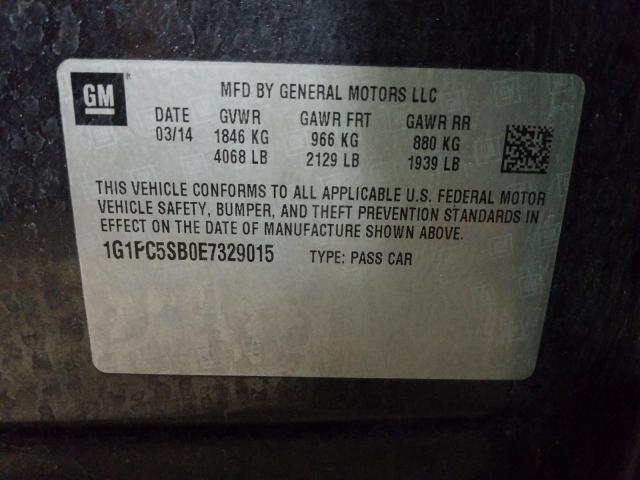 GM
MFD BY GENERAL MOTORS LLC
DATE GVWR GAWR FRT GAWR RR
03/14 1846 KG 966 KG 880 KG
4068 LB 2129 LB 1939 LB
THIS VEHICLE CONFORMS TO ALL APPLICABLE U.S. FEDERAL MOTOR
VEHICLE SAFETY, BUMPER, AND THEFT PREVENTION STANDARDS IN
EFFECT ON THE DATE OF MANUFACTURE SHOWN ABOVE.
1G1PC5SB0E7329015 TYPE: PASS CAR